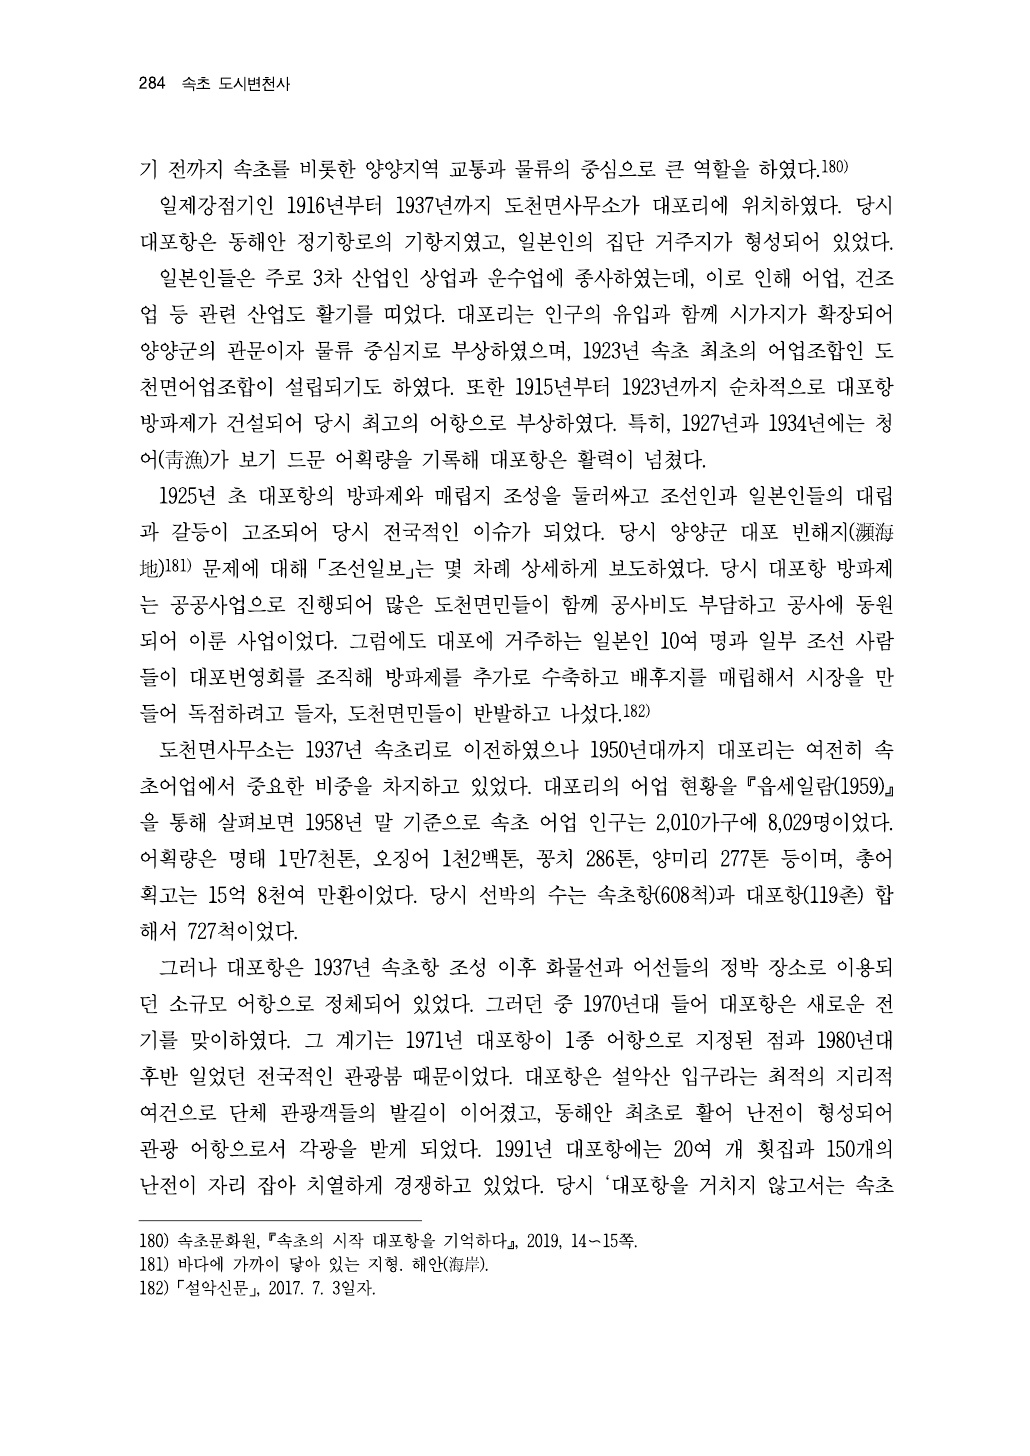 284 속초 도시변천사
기 전까지 속초를 비롯한 양양지역 교통과 물류의 중심으로 큰 역할을 하였다.180)
일제강점기인 1916년부터 1937년까지 도천면사무소가 대포리에 위치하였다. 당시
대포항은 동해안 정기항로의 기항지였고, 일본인의 집단 거주지가 형성되어 있었다.
일본인들은 주로 3차 산업인 상업과 운수업에 종사하였는데, 이로 인해 어업, 건조
업 등 관련 산업도 활기를 띠었다. 대포리는 인구의 유입과 함께 시가지가 확장되어
양양군의 관문이자 물류 중심지로 부상하였으며, 1923년 속초 최초의 어업조합인 도
천면어업조합이 설립되기도 하였다. 또한 1915년부터 1923년까지 순차적으로 대포항
방파제가 건설되어 당시 최고의 어항으로 부상하였다. 특히, 1927년과 1934년에는 청
어(靑漁)가 보기 드문 어획량을 기록해 대포항은 활력이 넘쳤다.
1925년 초 대포항의 방파제와 매립지 조성을 둘러싸고 조선인과 일본인들의 대립
과 갈등이 고조되어 당시 전국적인 이슈가 되었다. 당시 양양군 대포 빈해지(瀕海
地)181) 문제에 대해 ｢조선일보｣는 몇 차례 상세하게 보도하였다. 당시 대포항 방파제
는 공공사업으로 진행되어 많은 도천면민들이 함께 공사비도 부담하고 공사에 동원
되어 이룬 사업이었다. 그럼에도 대포에 거주하는 일본인 10여 명과 일부 조선 사람
들이 대포번영회를 조직해 방파제를 추가로 수축하고 배후지를 매립해서 시장을 만
들어 독점하려고 들자, 도천면민들이 반발하고 나섰다.182)
도천면사무소는 1937년 속초리로 이전하였으나 1950년대까지 대포리는 여전히 속
초어업에서 중요한 비중을 차지하고 있었다. 대포리의 어업 현황을 『읍세일람(1959)』
을 통해 살펴보면 1958년 말 기준으로 속초 어업 인구는 2,010가구에 8,029명이었다.
어획량은 명태 1만7천톤, 오징어 1천2백톤, 꽁치 286톤, 양미리 277톤 등이며, 총어
획고는 15억 8천여 만환이었다. 당시 선박의 수는 속초항(608척)과 대포항(119촌) 합
해서 727척이었다.
그러나 대포항은 1937년 속초항 조성 이후 화물선과 어선들의 정박 장소로 이용되
던 소규모 어항으로 정체되어 있었다. 그러던 중 1970년대 들어 대포항은 새로운 전
기를 맞이하였다. 그 계기는 1971년 대포항이 1종 어항으로 지정된 점과 1980년대
후반 일었던 전국적인 관광붐 때문이었다. 대포항은 설악산 입구라는 최적의 지리적
여건으로 단체 관광객들의 발길이 이어졌고, 동해안 최초로 활어 난전이 형성되어
관광 어항으로서 각광을 받게 되었다. 1991년 대포항에는 20여 개 횟집과 150개의
난전이 자리 잡아 치열하게 경쟁하고 있었다. 당시 ‘대포항을 거치지 않고서는 속초
180) 속초문화원, 『속초의 시작 대포항을 기억하다』, 2019, 14∼15쪽.
181) 바다에 가까이 닿아 있는 지형. 해안(海岸).
182) ｢설악신문｣, 2017. 7. 3일자.